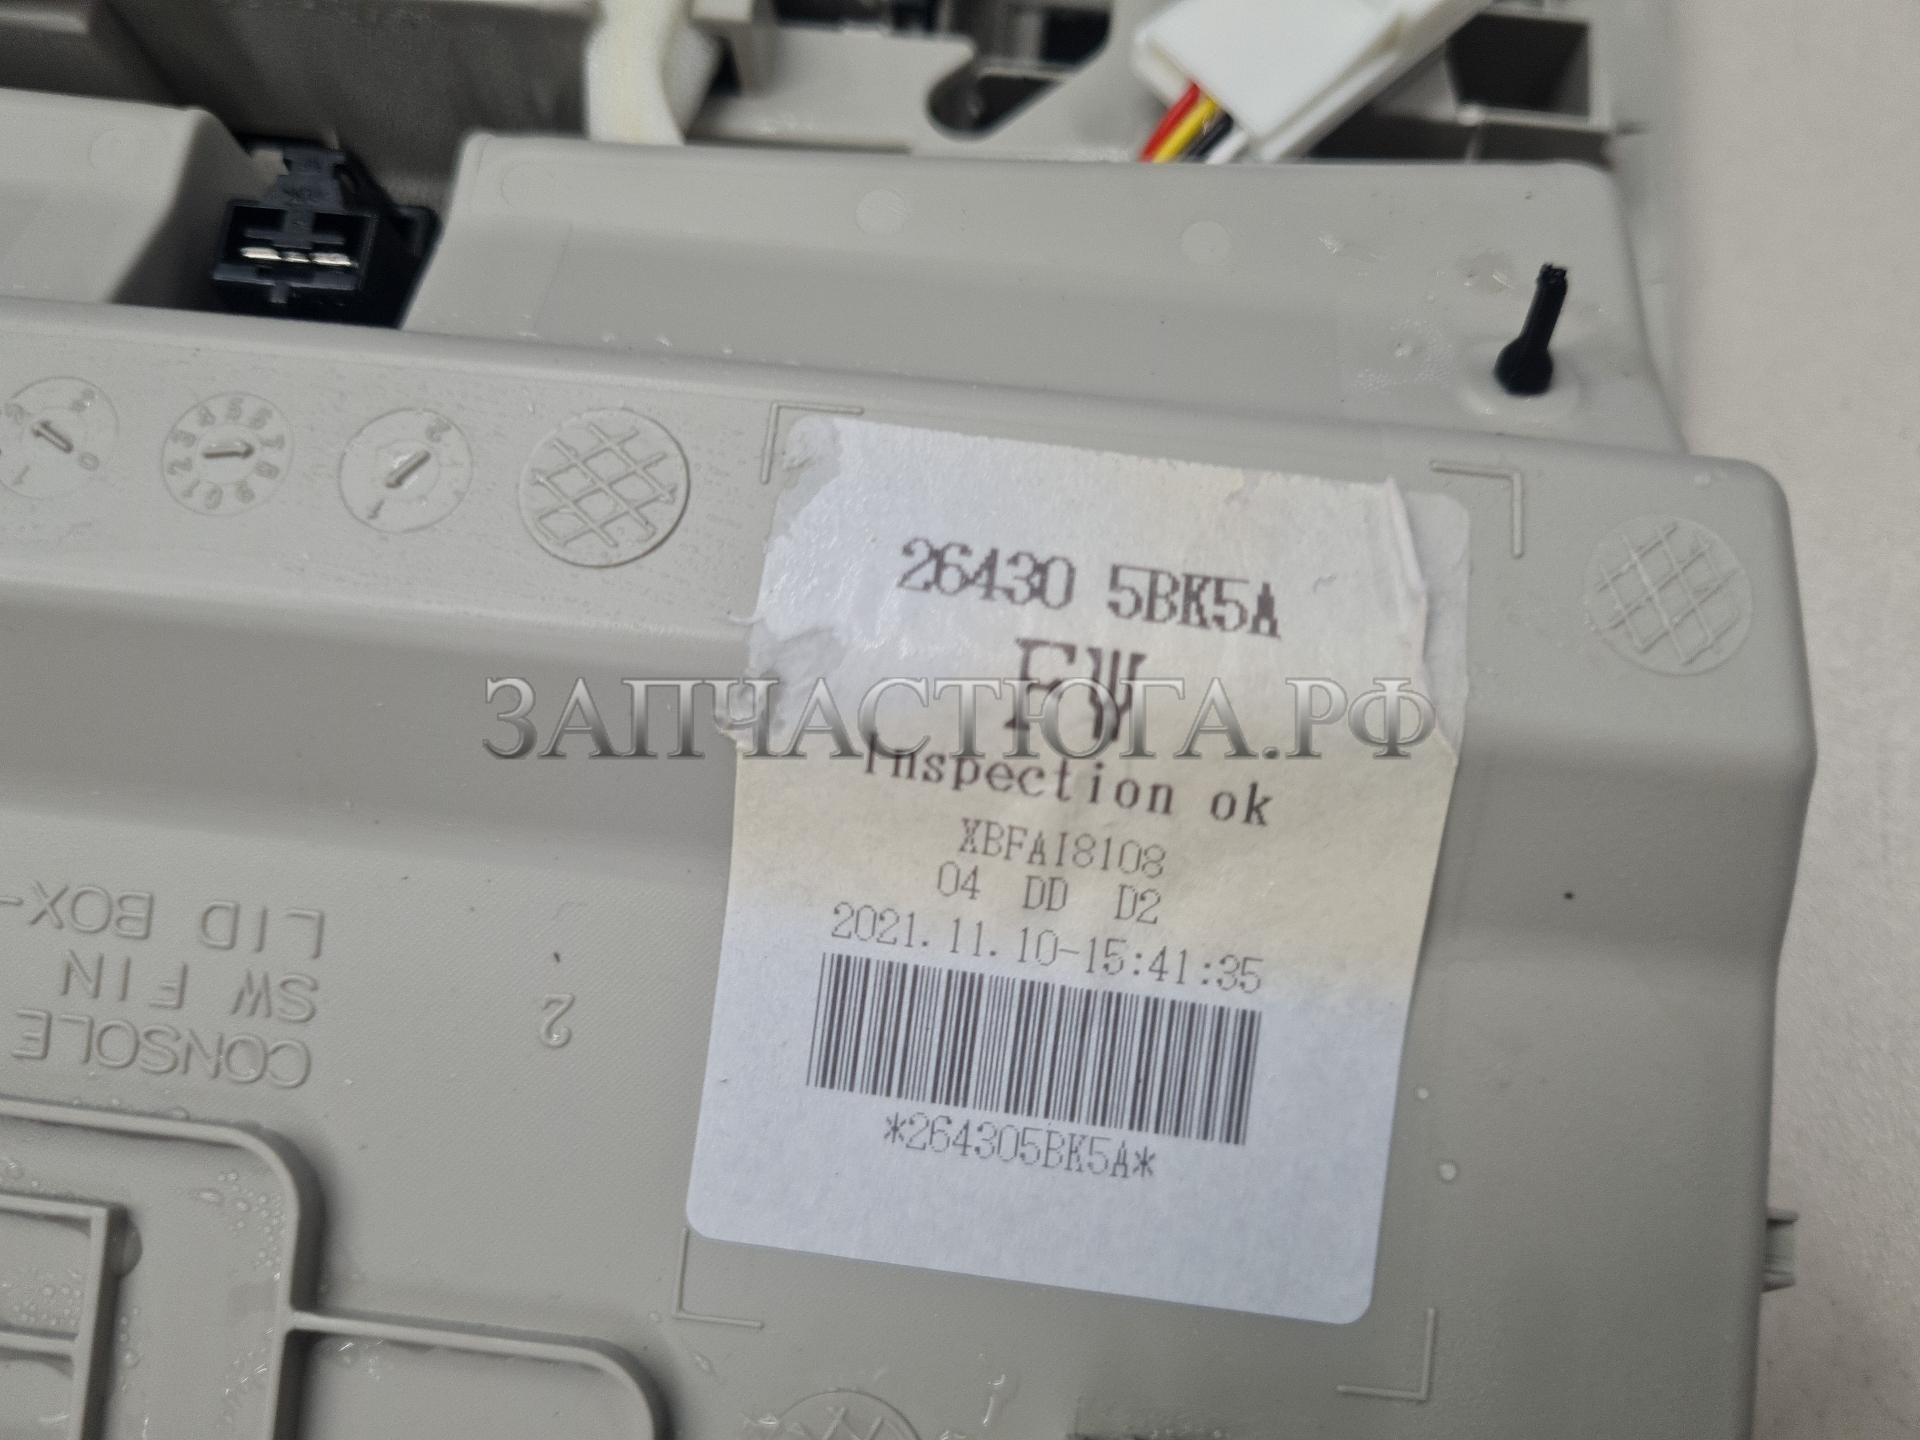 26430 5BK5A
FW
ЗАПЧАСТЮГА.РФ
Inspection ok
XBFAI8108
04 DD D2
2021.11.10-15:41:35
*264305BK5A*
CONSOLE
SW FIN
LID BOX-
2